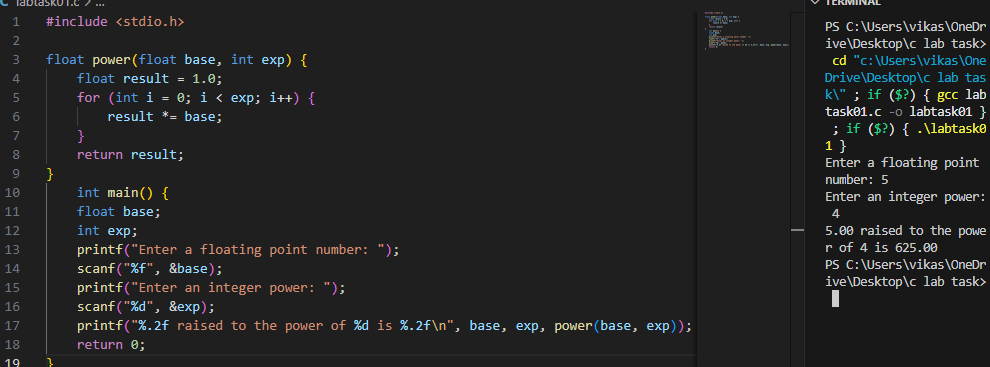 labtask01.c > ...
1 #include <stdio.h>
2
3 float power(float base, int exp) {
4 float result = 1.0;
5 for (int i = 0; i < exp; i++) {
6 result *= base;
7 }
8 return result;
9 }
10 int main() {
11 float base;
12 int exp;
13 printf("Enter a floating point number: ");
14 scanf("%f", &base);
15 printf("Enter an integer power: ");
16 scanf("%d", &exp);
17 printf("%.2f raised to the power of %d is %.2f\n", base, exp, power(base, exp));
18 return 0;
19 }
TERMINAL
PS C:\Users\vikas\OneDr
ive\Desktop\c lab task>
cd "c:\Users\vikas\One
Drive\Desktop\c lab tas
k\" ; if ($?) { gcc lab
task01.c -o labtask01 }
; if ($?) { .\labtask0
1 }
Enter a floating point
number: 5
Enter an integer power:
4
5.00 raised to the powe
r of 4 is 625.00
PS C:\Users\vikas\OneDr
ive\Desktop\c lab task>